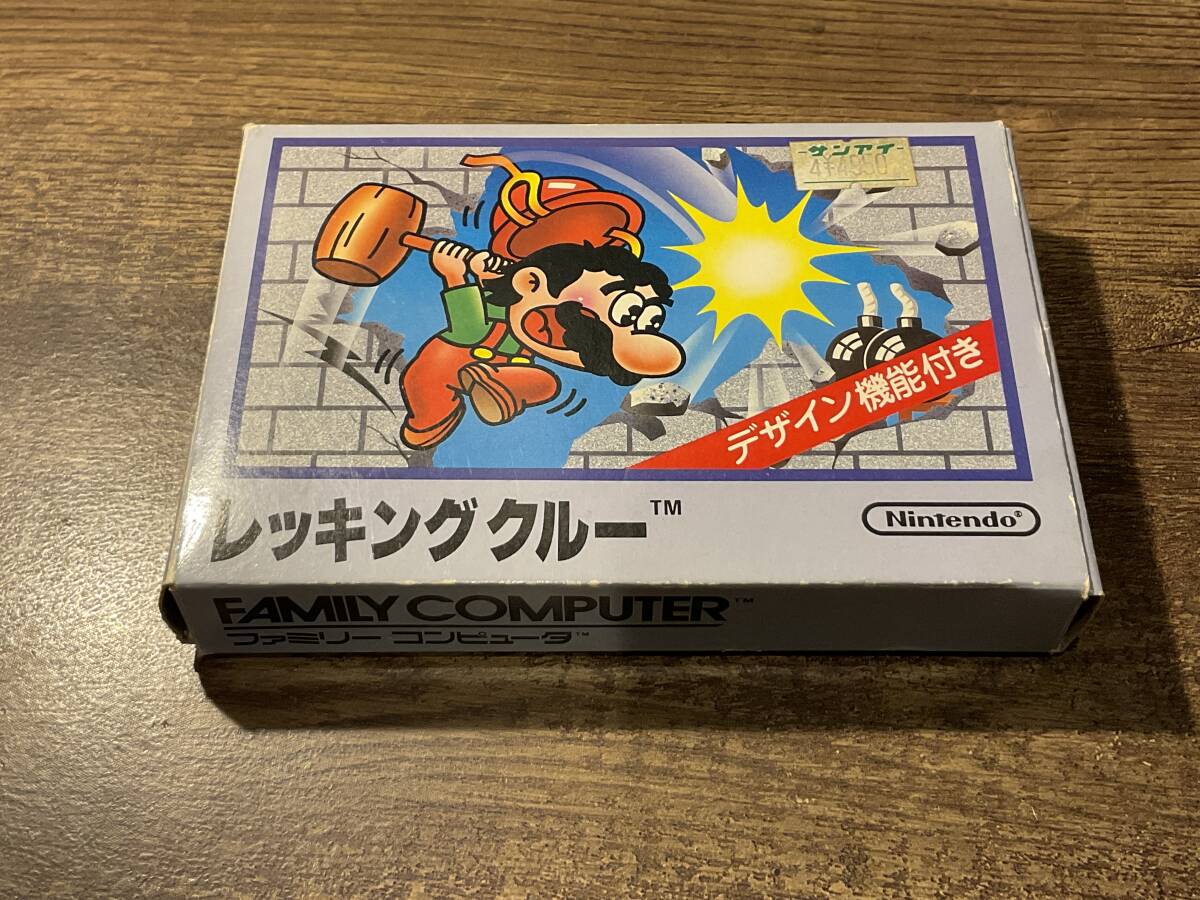 -サンアイ-
4¥4950
デザイン機能付き
レッキングクルー™
Nintendo®
FAMILY COMPUTER™
ファミリー コンピュータ™